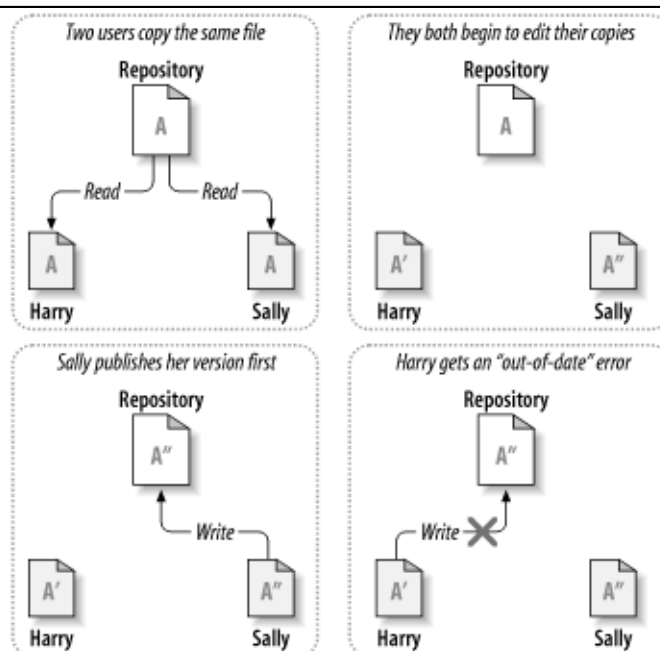 Two users copy the same file
Repository
A
Read
Read
A
A
Harry
Sally
They both begin to edit their copies
Repository
A
A'
A"
Harry
Sally
Sally publishes her version first
Repository
A"
Write
A'
A"
Harry
Sally
Harry gets an “out-of-date” error
Repository
A"
Write
A'
A"
Harry
Sally